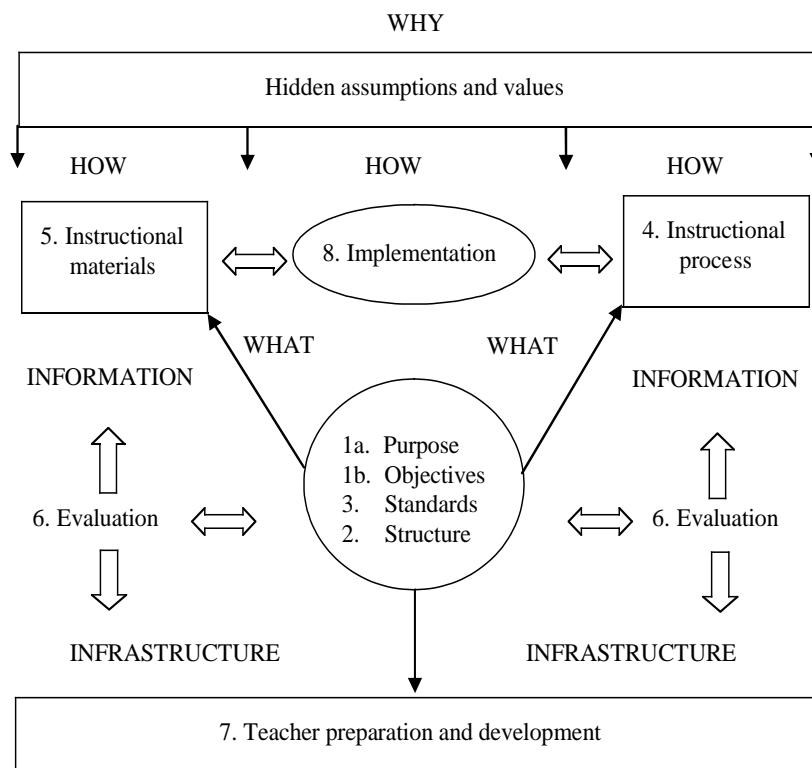 WHY
Hidden assumptions and values
HOW
HOW
HOW
5. Instructional
materials
8. Implementation
4. Instructional
process
WHAT
WHAT
INFORMATION
INFORMATION
1a. Purpose
1b. Objectives
3. Standards
2. Structure
6. Evaluation
6. Evaluation
INFRASTRUCTURE
INFRASTRUCTURE
7. Teacher preparation and development